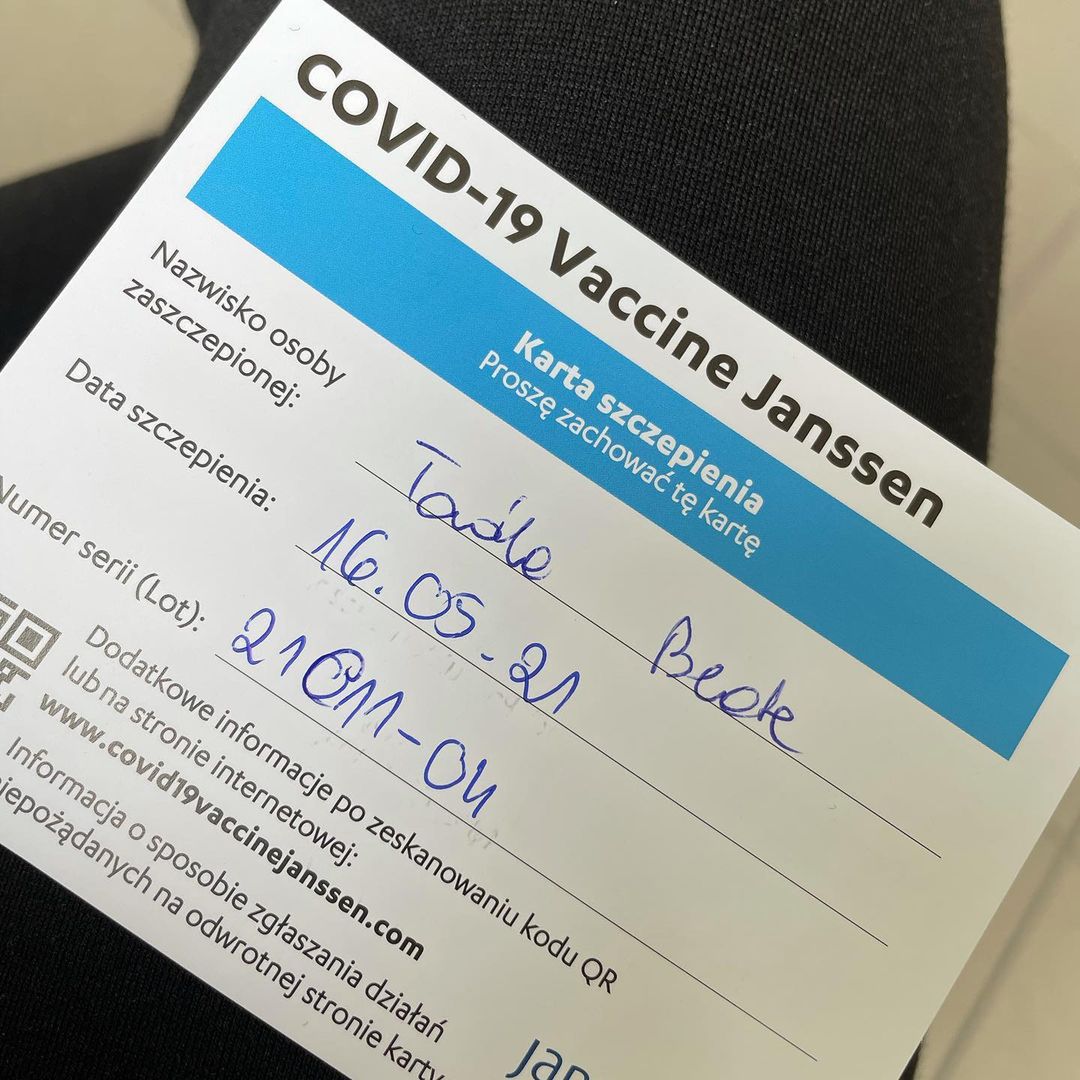 COVID-19 Vaccine Janssen
Karta szczepienia
Proszę zachować tę kartę
Nazwisko osoby
zaszczepionej:
Beate
Data szczepienia: 16.05.21
Numer serii (Lot): 21C11-04
Dodatkowe informacje po zeskanowaniu kodu QR
lub na stronie internetowej:
www.covid19vaccinejanssen.com
Informacja o sposobie zgłaszania działań
niepożądanych na odwrotnej stronie karty